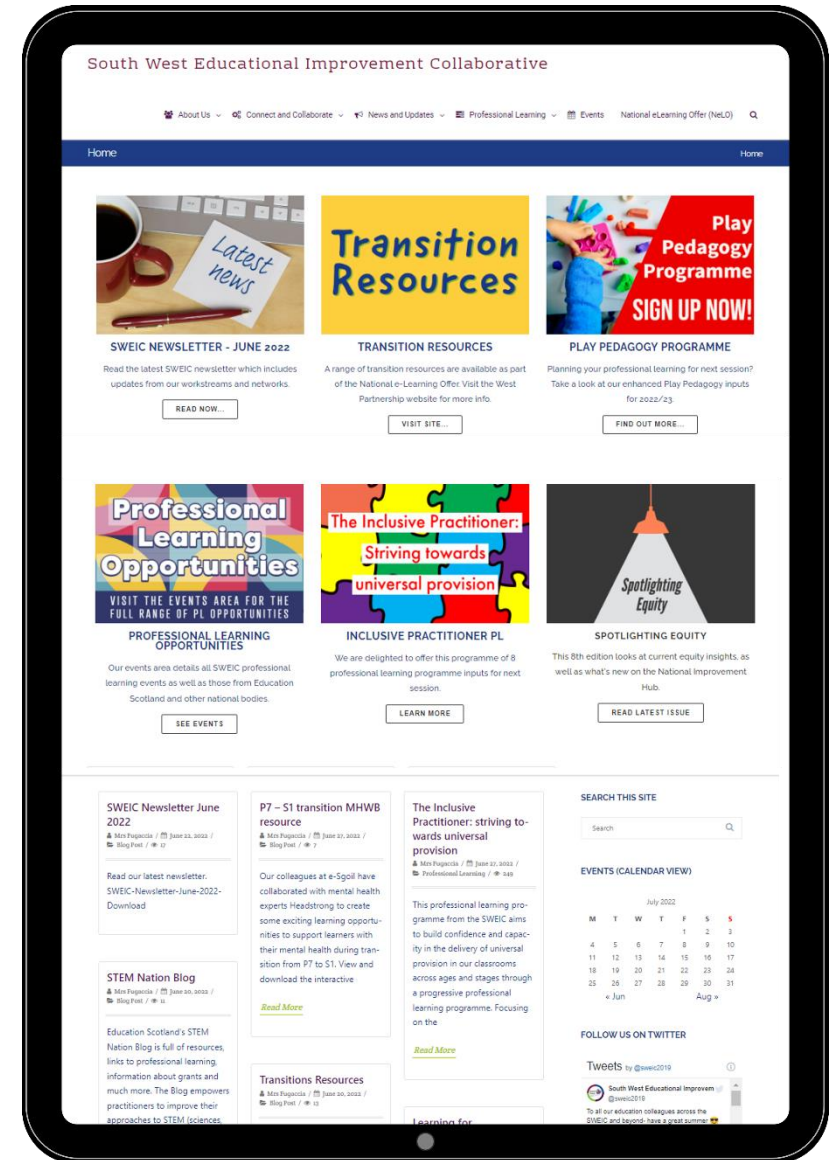 South West Educational Improvement Collaborative
About Us
Connect and Collaborate
News and Updates
Professional Learning
Events
National eLearning Offer (NeLO)
Home
Home
Latest
news
Transition
Resources
Play
Pedagogy
Programme
SIGN UP NOW!
SWEIC NEWSLETTER - JUNE 2022
Read the latest SWEIC newsletter which includes
updates from our workstreams and networks.
READ NOW...
TRANSITION RESOURCES
A range of transition resources are available as part
of the National e-Learning Offer. Visit the West
Partnership website for more info.
VISIT SITE...
PLAY PEDAGOGY PROGRAMME
Planning your professional learning for next session?
Take a look at our enhanced Play Pedagogy inputs
for 2022/23.
FIND OUT MORE...
Professional
Learning
Opportunities
VISIT THE EVENTS AREA FOR THE
FULL RANGE OF PL OPPORTUNITIES
The Inclusive Practitioner:
Striving towards
universal provision
Spotlighting
Equity
PROFESSIONAL LEARNING
OPPORTUNITIES
Our events area details all SWEIC professional
learning events as well as those from Education
Scotland and other national bodies.
SEE EVENTS
INCLUSIVE PRACTITIONER PL
We are delighted to offer this programme of 8
professional learning programme inputs for next
session.
LEARN MORE
SPOTLIGHTING EQUITY
This 8th edition looks at current equity insights, as
well as what's new on the National Improvement
Hub.
READ LATEST ISSUE
SWEIC Newsletter June
2022
Mrs Fugaccia / June 22, 2022 /
Blog Post / 17
Read our latest newsletter.
SWEIC-Newsletter-June-2022-
Download
STEM Nation Blog
Mrs Fugaccia / June 20, 2022 /
Blog Post / 11
Education Scotland's STEM
Nation Blog is full of resources,
links to professional learning,
information about grants and
much more. The Blog empowers
practitioners to improve their
approaches to STEM (sciences,
P7 – S1 transition MHWB
resource
Mrs Fugaccia / June 27, 2022 /
Blog Post / 7
Our colleagues at e-Sgoil have
collaborated with mental health
experts Headstrong to create
some exciting learning opportu-
nities to support learners with
their mental health during tran-
sition from P7 to S1. View and
download the interactive
Read More
Transitions Resources
Mrs Fugaccia / June 20, 2022 /
Blog Post / 13
The Inclusive
Practitioner: striving to-
wards universal
provision
Mrs Fugaccia / June 27, 2022 /
Professional Learning / 249
This professional learning pro-
gramme from the SWEIC aims
to build confidence and capac-
ity in the delivery of universal
provision in our classrooms
across ages and stages through
a progressive professional
learning programme. Focusing
on the
Read More
Learning for
SEARCH THIS SITE
Search
EVENTS (CALENDAR VIEW)
July 2022
M T W T F S S
1 2 3
4 5 6 7 8 9 10
11 12 13 14 15 16 17
18 19 20 21 22 23 24
25 26 27 28 29 30 31
« Jun Aug »
FOLLOW US ON TWITTER
Tweets by @sweic2019
South West Educational Improvem
@sweic2019
To all our education colleagues across the
SWEIC and beyond- have a great summer